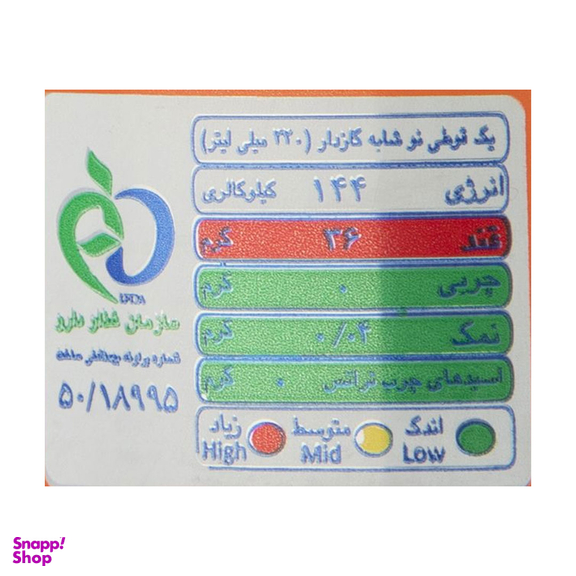 یک قوطی نوشابه گازدار (۳۲۰ میلی لیتر)
انرژی ۱۴۴ کیلوکالری
قند ۳۶ گرم
چربی ۰ گرم
نمک ۰/۰۴ گرم
اسیدهای چرب ترانس ۰ گرم
اندک متوسط زیاد
Low Mid High
سازمان غذا و دارو
شماره پروانه بهداشتی ساخت
۵۰/۱۸۹۹۵
Snapp!
Shop